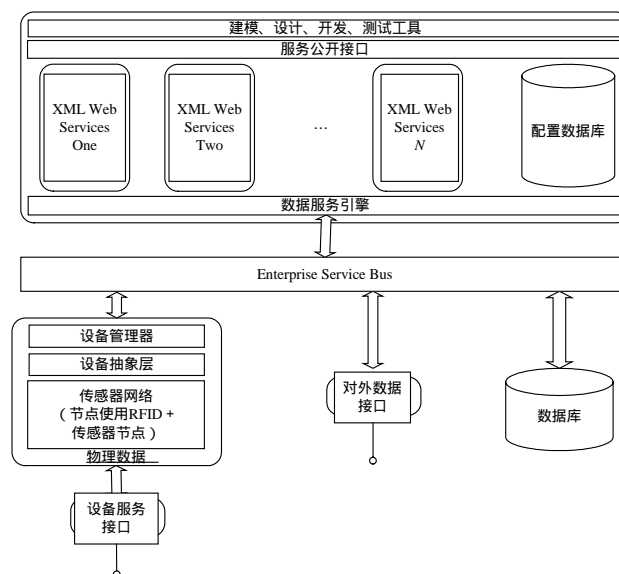 建模、设计、开发、测试工具
服务公开接口
XML Web
Services
One
XML Web
Services
Two
…
XML Web
Services
N
配置数据库
数据服务引擎
Enterprise Service Bus
设备管理器
设备抽象层
传感器网络
（节点使用RFID +
传感器节点）
物理数据
设备服务
接口
对外数据
接口
数据库